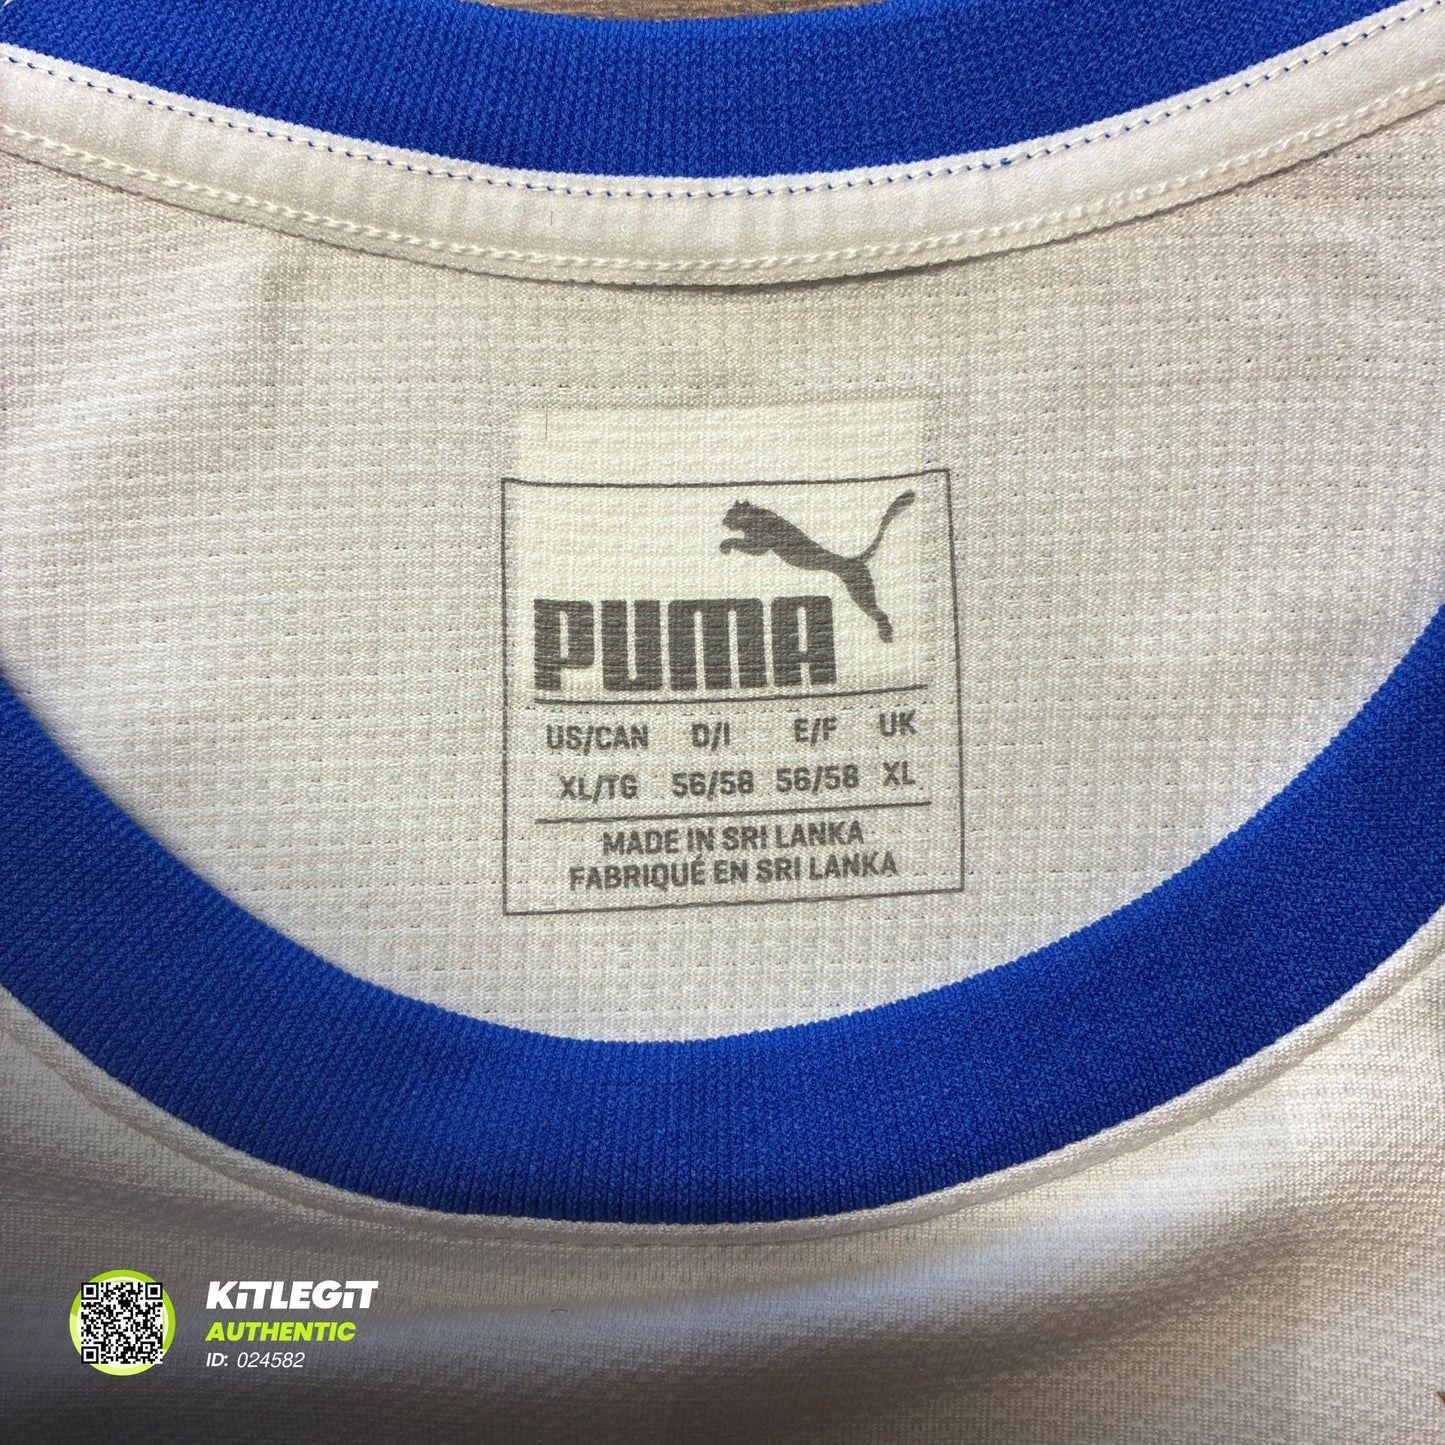 PUMA
US/CAN D/I E/F UK
XL/TG 56/58 56/58 XL
MADE IN SRI LANKA
FABRIQUÉ EN SRI LANKA
KiTLEGiT
AUTHENTIC
ID: 024582